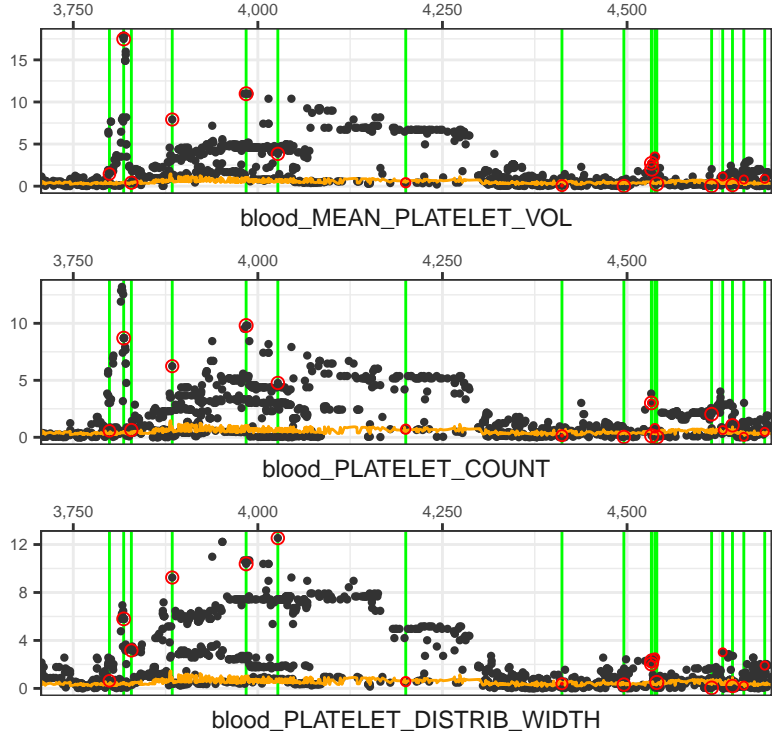 3,750 4,000 4,250 4,500
15
10
5
0
blood_MEAN_PLATELET_VOL
3,750 4,000 4,250 4,500
10
5
0
blood_PLATELET_COUNT
3,750 4,000 4,250 4,500
12
8
4
0
blood_PLATELET_DISTRIB_WIDTH